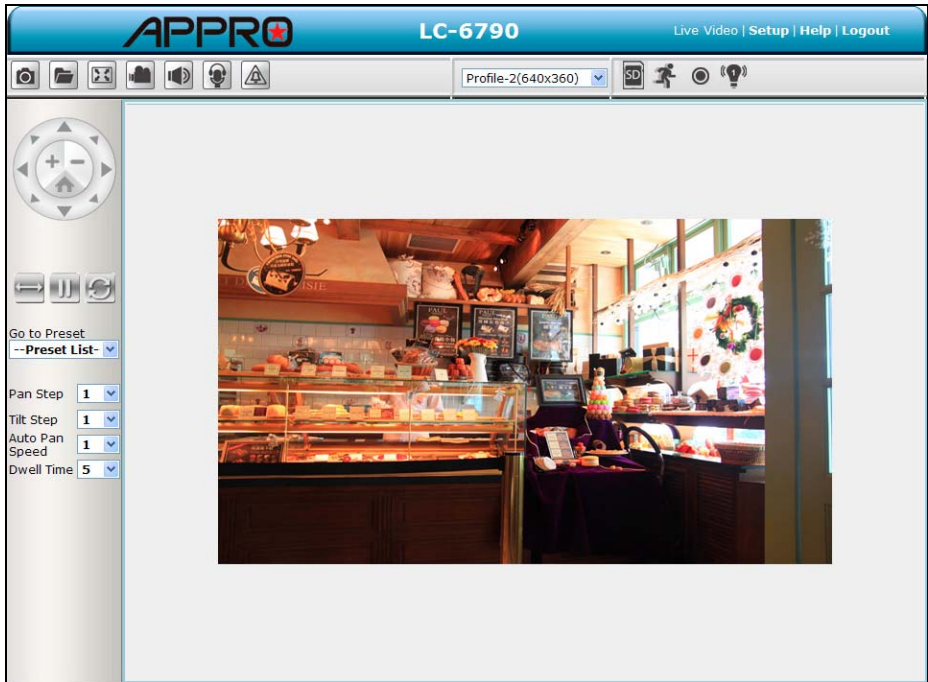 APPRO
LC-6790
Live Video | Setup | Help | Logout
Profile-2(640x360)
SD
Go to Preset
--Preset List-
Pan Step 1
Tilt Step 1
Auto Pan Speed 1
Dwell Time 5
PAUL
PAUL